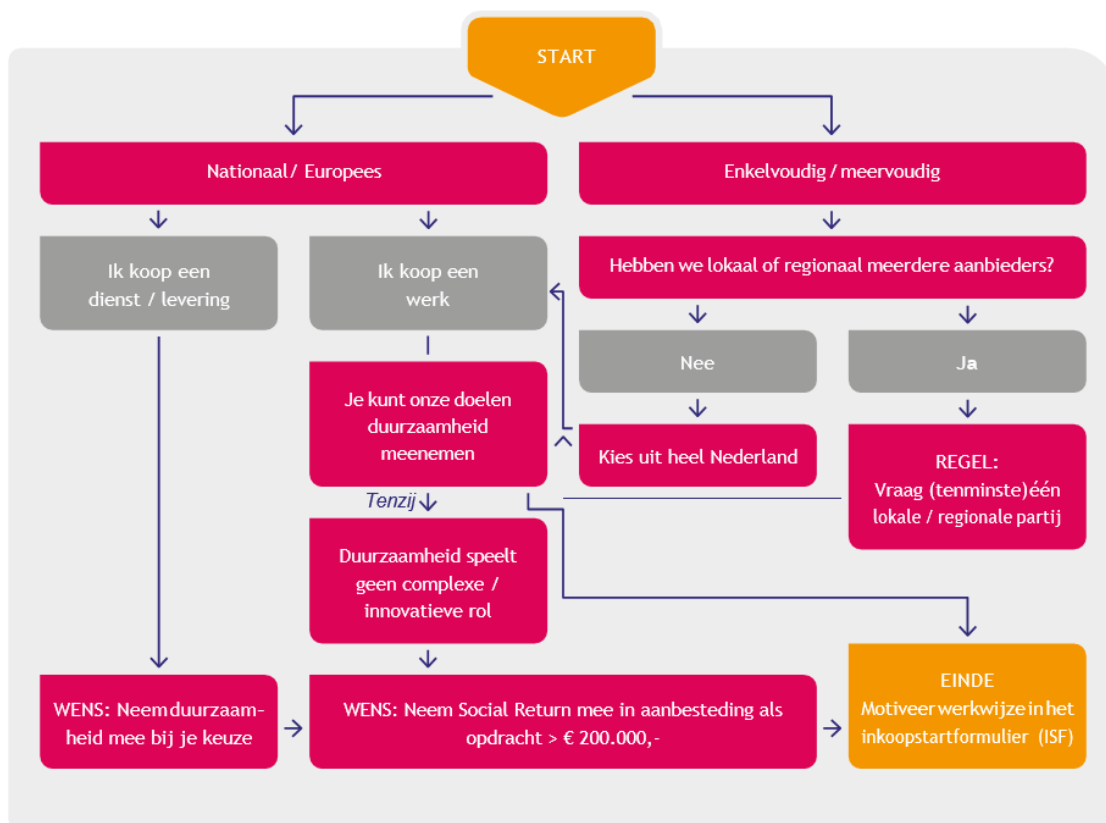 START
Nationaal / Europees
Enkelvoudig / meervoudig
Ik koop een
dienst / levering
Ik koop een
werk
Hebben we lokaal of regionaal meerdere aanbieders?
Nee
Ja
Je kunt onze doelen
duurzaamheid
meenemen
Kies uit heel Nederland
REGEL:
Vraag (tenminste) één
lokale / regionale partij
Tenzij
Duurzaamheid speelt
geen complexe /
innovatieve rol
WENS: Neem duurzaam-
heid mee bij je keuze
WENS: Neem Social Return mee in aanbesteding als
opdracht > € 200.000,-
EINDE
Motiveer werkwijze in het
inkoopstartformulier (ISF)